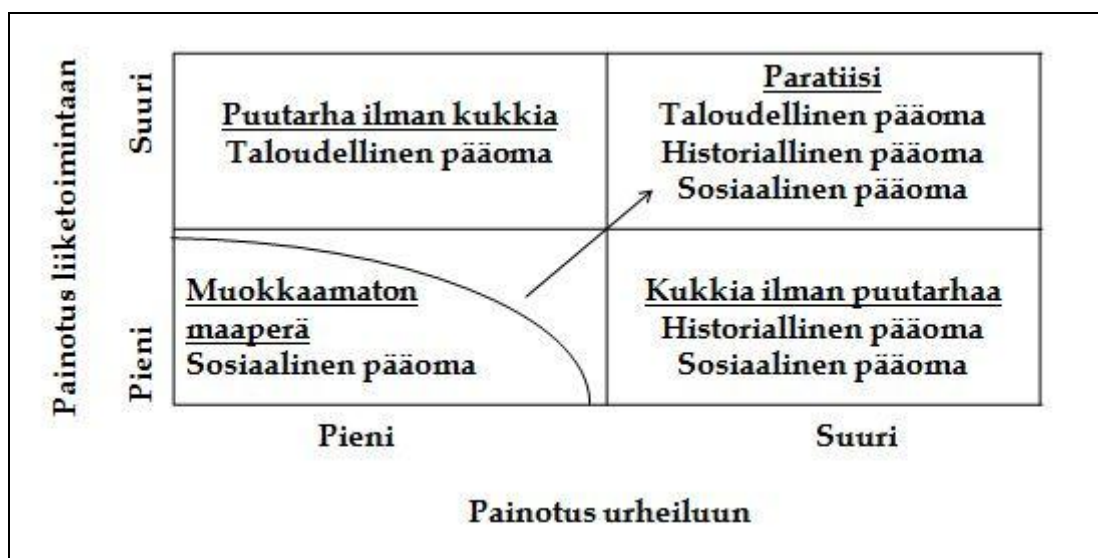 Painotus liiketoimintaan
Suuri
Pieni
Puutarha ilman kukkia
Taloudellinen pääoma
Paratiisi
Taloudellinen pääoma
Historiallinen pääoma
Sosiaalinen pääoma
Muokkaamaton
maaperä
Sosiaalinen pääoma
Kukkia ilman puutarhaa
Historiallinen pääoma
Sosiaalinen pääoma
Pieni
Suuri
Painotus urheiluun